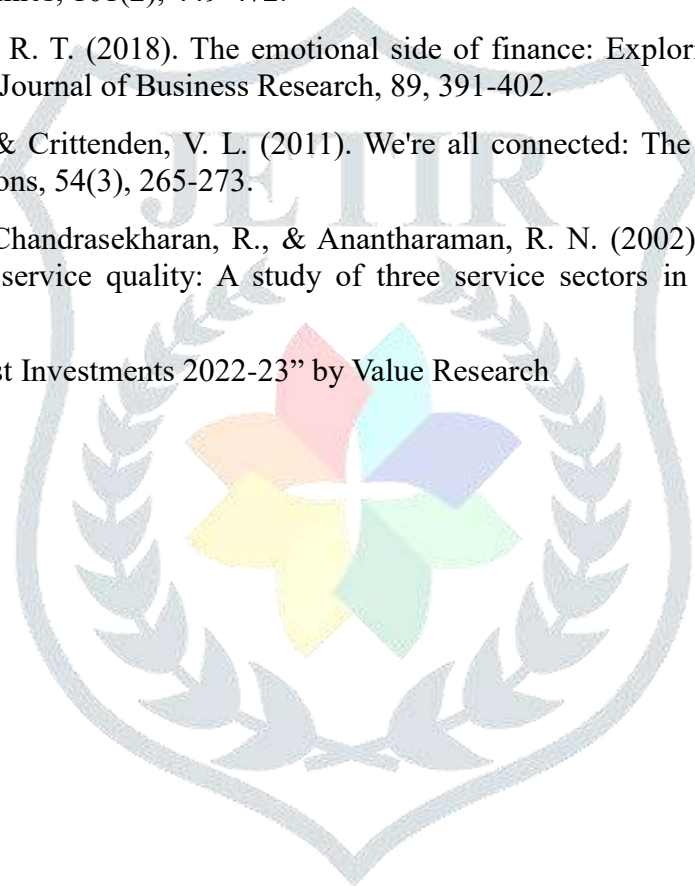 R. T. (2018). The emotional side of finance: Explor
Journal of Business Research, 89, 391-402.
& Crittenden, V. L. (2011). We're all connected: The
ons, 54(3), 265-273.
Chandrasekharan, R., & Anantharaman, R. N. (2002)
service quality: A study of three service sectors in
st Investments 2022-23” by Value Research
JETIR